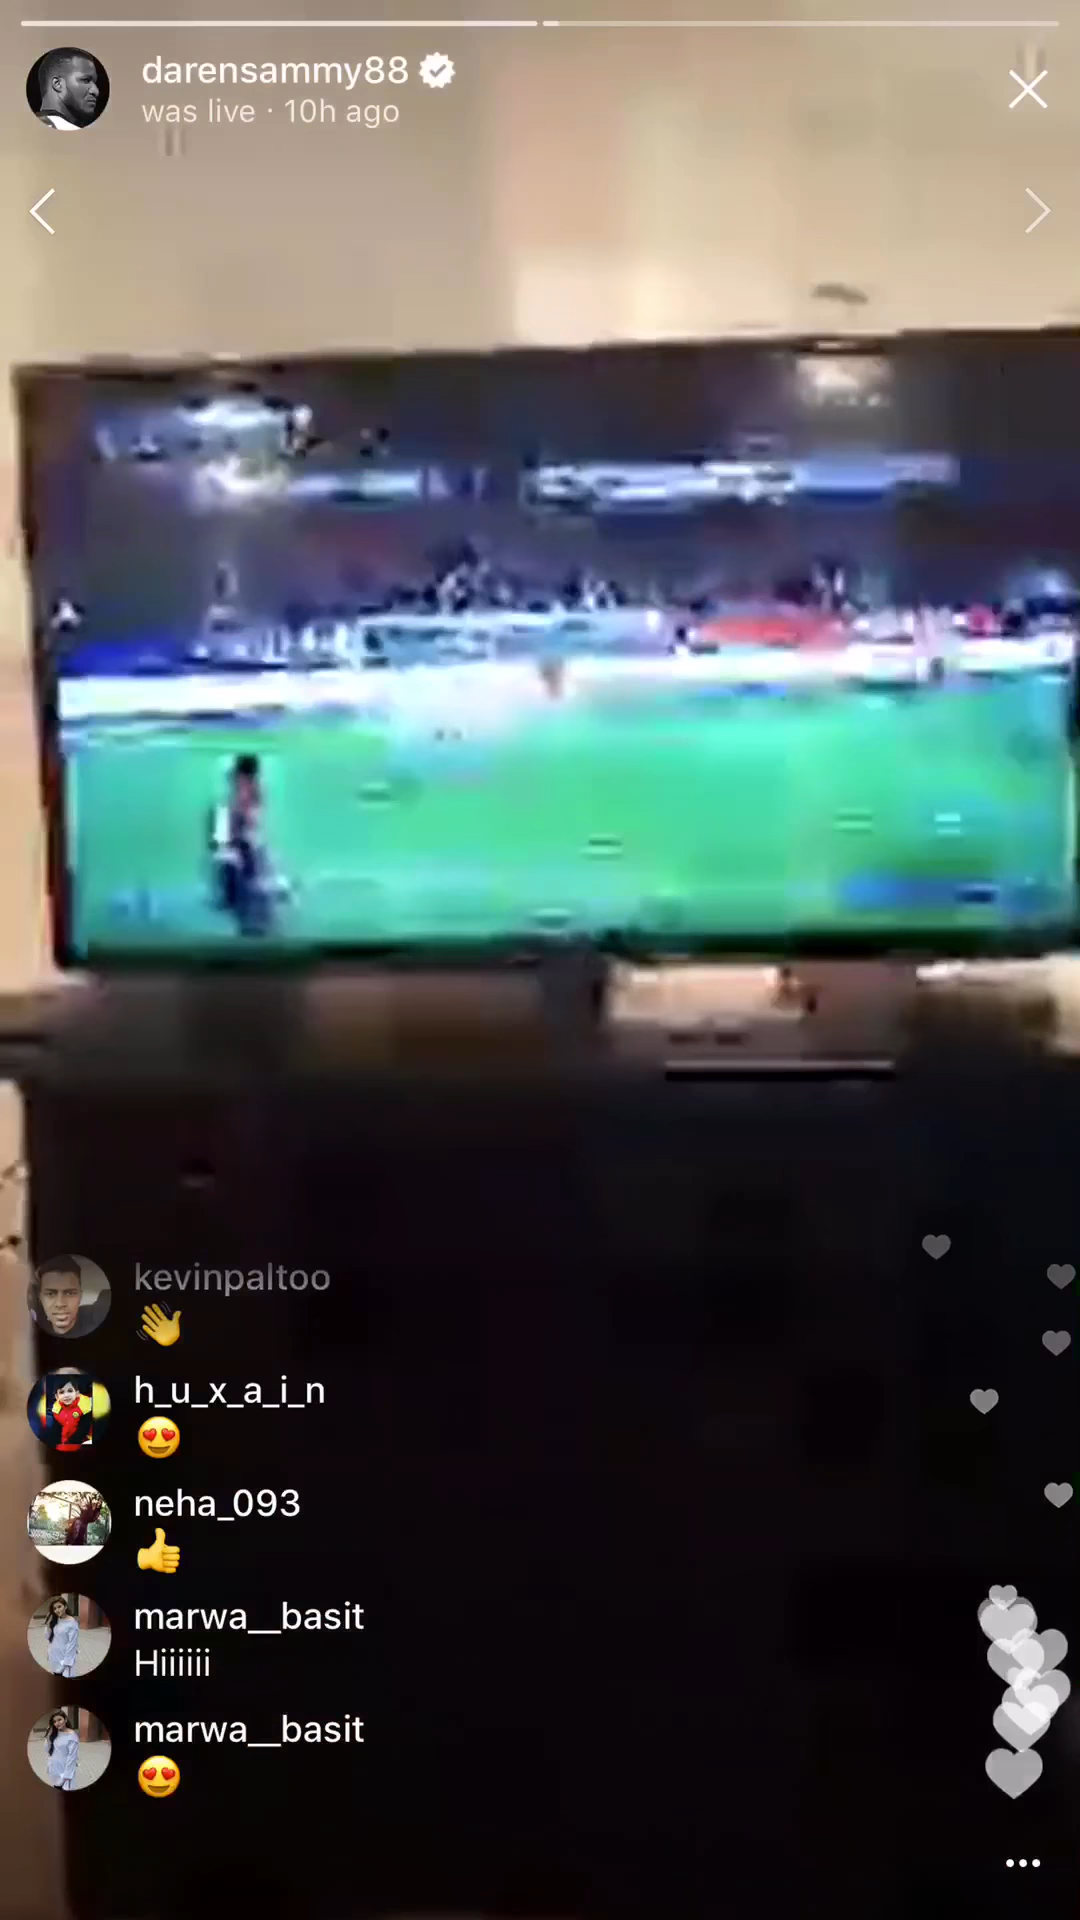 darensammy88
was live · 10h ago
kevinpaltoo
👋
h_u_x_a_i_n
😍
neha_093
👍
marwa__basit
Hiiiiii
marwa__basit
😍